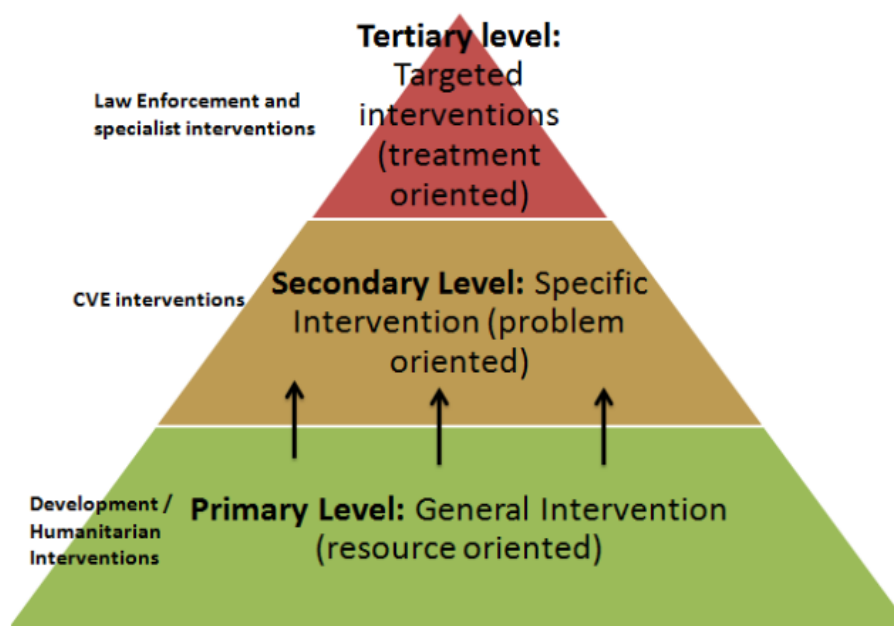 Tertiary level:
Targeted
interventions
(treatment
oriented)
Law Enforcement and
specialist interventions
Secondary Level: Specific
Intervention (problem
oriented)
CVE interventions
Primary Level: General Intervention
(resource oriented)
Development /
Humanitarian
Interventions